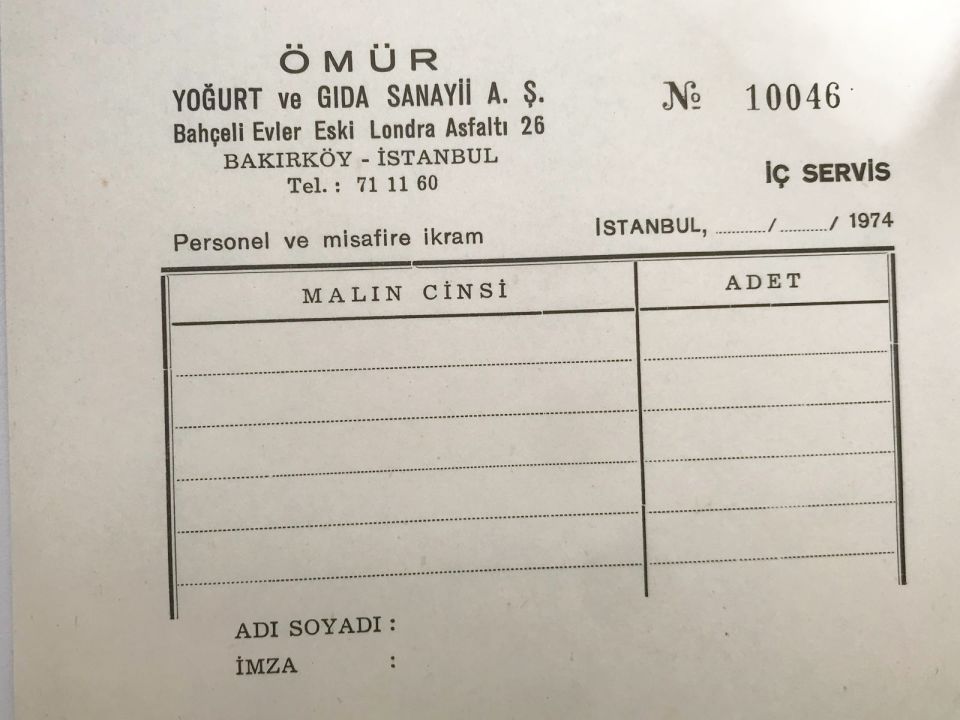 ÖMÜR
YOĞURT ve GIDA SANAYİİ A. Ş.
Bahçeli Evler Eski Londra Asfaltı 26
BAKIRKÖY - İSTANBUL
Tel. : 71 11 60
№ 10046
İÇ SERVİS
Personel ve misafire ikram
İSTANBUL, ........../........../ 1974
MALIN CİNSİ
ADET
ADI SOYADI :
İMZA :